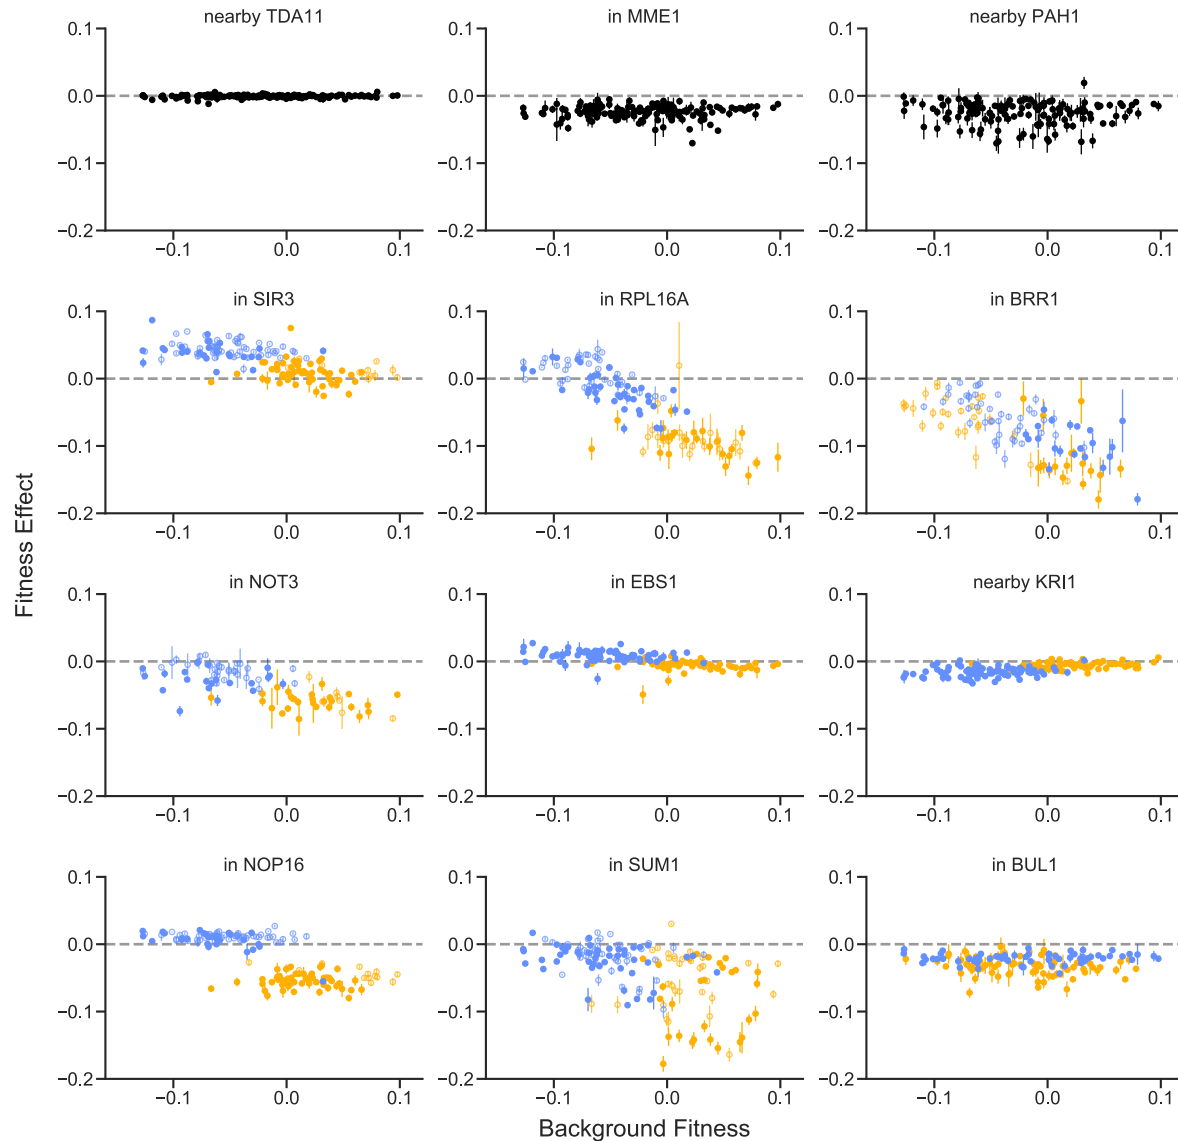 nearby TDA11
in MME1
nearby PAH1
0.1
0.0
−0.1
−0.2
−0.1 0.0 0.1
0.1
0.0
−0.1
−0.2
−0.1 0.0 0.1
0.1
0.0
−0.1
−0.2
−0.1 0.0 0.1
in SIR3
in RPL16A
in BRR1
0.1
0.0
−0.1
−0.2
−0.1 0.0 0.1
0.1
0.0
−0.1
−0.2
−0.1 0.0 0.1
0.1
0.0
−0.1
−0.2
−0.1 0.0 0.1
Fitness Effect
in NOT3
in EBS1
nearby KRI1
0.1
0.0
−0.1
−0.2
−0.1 0.0 0.1
0.1
0.0
−0.1
−0.2
−0.1 0.0 0.1
0.1
0.0
−0.1
−0.2
−0.1 0.0 0.1
in NOP16
in SUM1
in BUL1
0.1
0.0
−0.1
−0.2
−0.1 0.0 0.1
0.1
0.0
−0.1
−0.2
−0.1 0.0 0.1
0.1
0.0
−0.1
−0.2
−0.1 0.0 0.1
Background Fitness